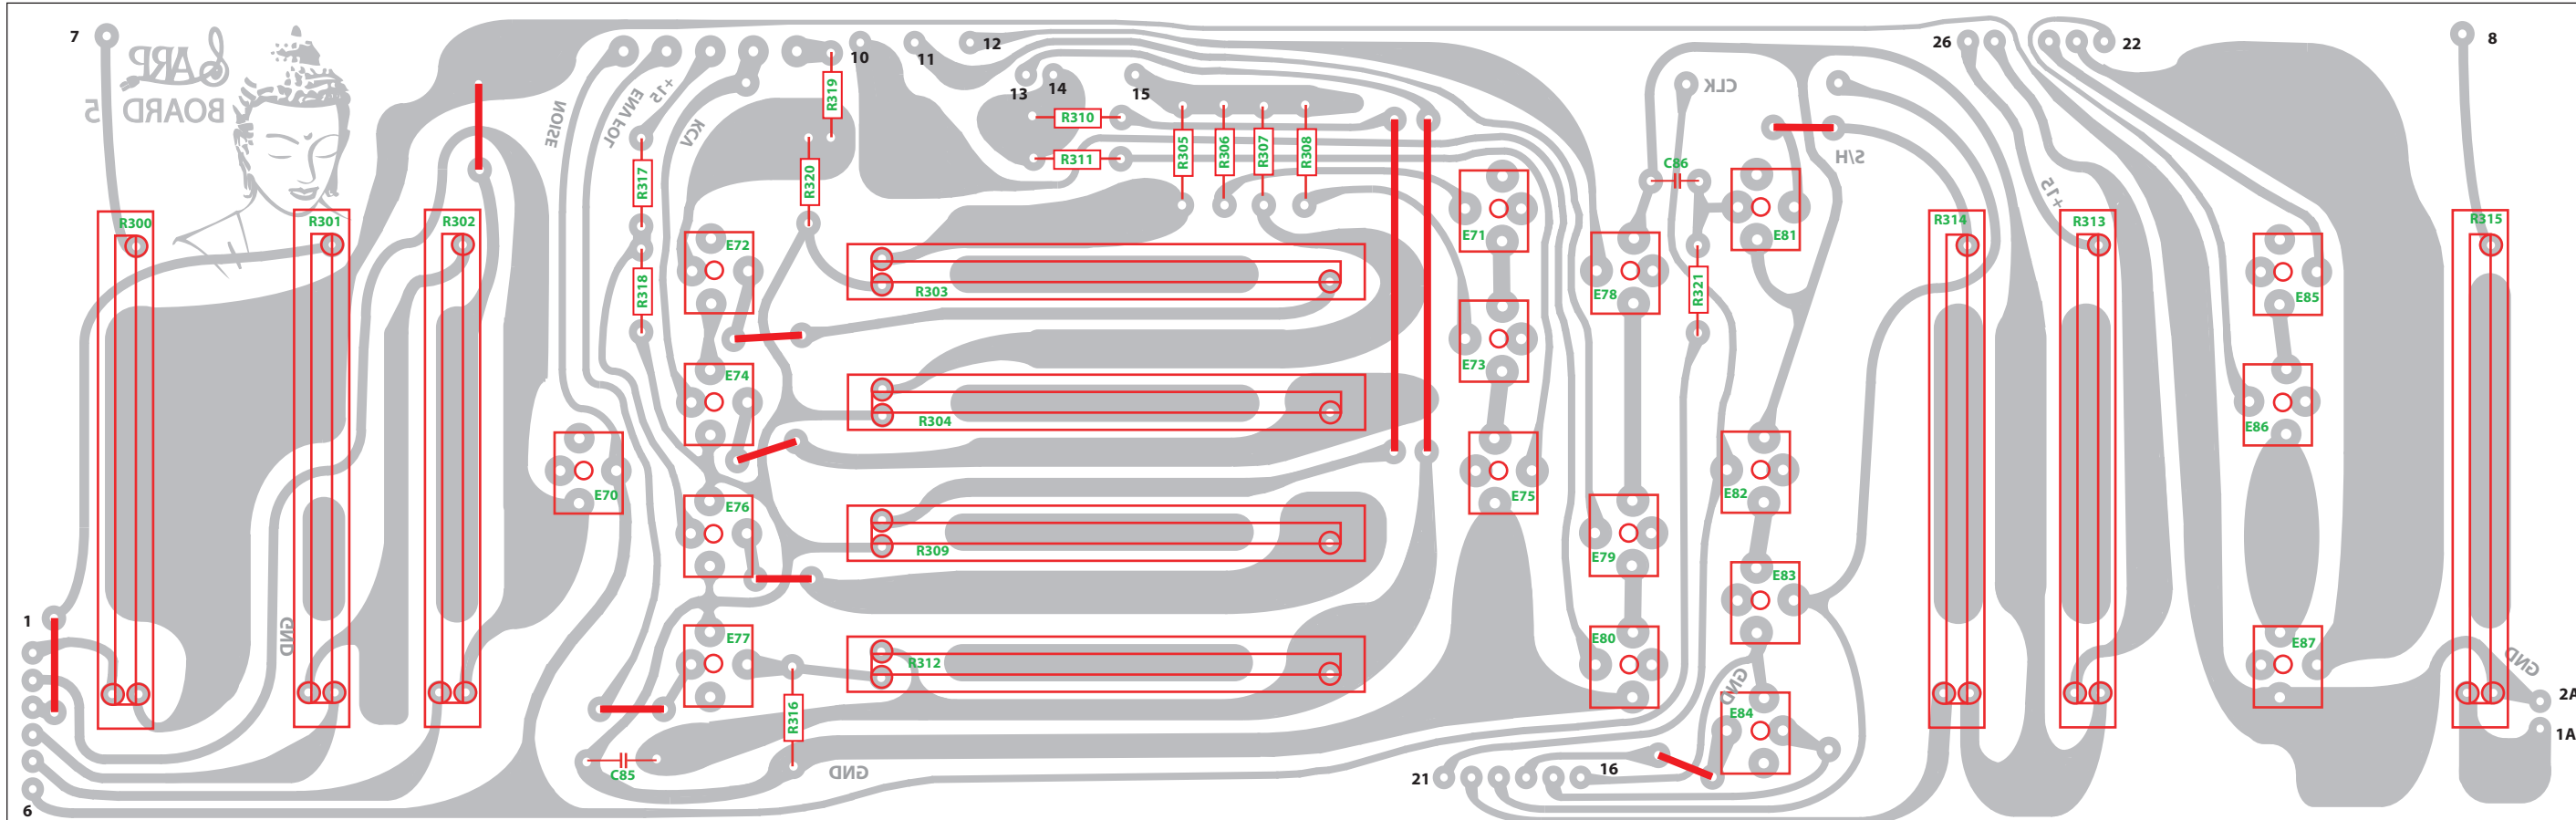 7
10
11
12
26
22
8
ARP
BOARD 5
NOISE
ENV FOL
+15
KCV
R319
13
14
15
CLK
C86
S/H
+15
R310
R311
R305
R306
R307
R308
R317
R320
R318
R300
R301
R302
E72
R303
E71
E78
R321
E81
R314
R313
R315
E85
E74
R304
E73
E86
E70
E76
R309
E75
E79
E82
E83
1
GND
E77
R312
R316
E80
GND
E84
E87
GND
2A
1A
C85
GND
21
16
6